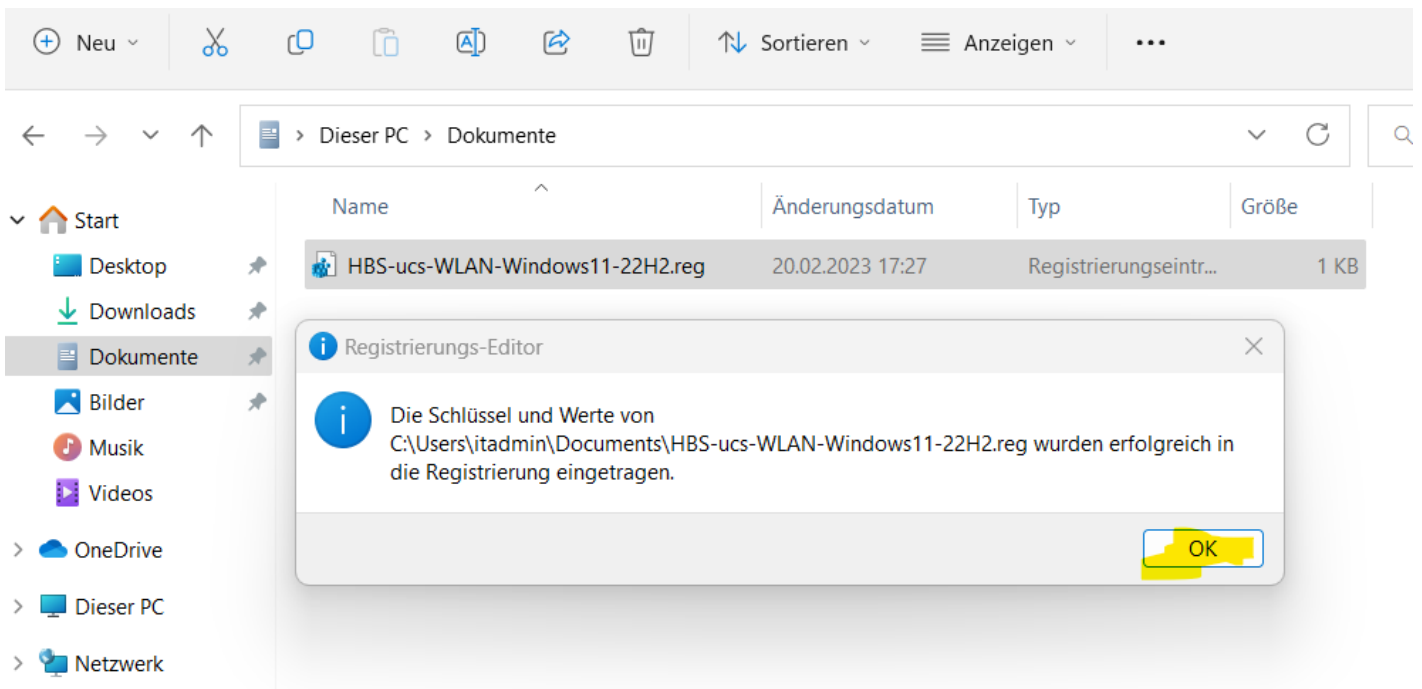 Neu
Sortieren
Anzeigen
Dieser PC > Dokumente
Name Änderungsdatum Typ Größe
Start
Desktop
Downloads
Dokumente
Bilder
Musik
Videos
OneDrive
Dieser PC
Netzwerk
HBS-ucs-WLAN-Windows11-22H2.reg 20.02.2023 17:27 Registrierungseintr... 1 KB
Registrierungs-Editor
Die Schlüssel und Werte von
C:\Users\itadmin\Documents\HBS-ucs-WLAN-Windows11-22H2.reg wurden erfolgreich in
die Registrierung eingetragen.
OK